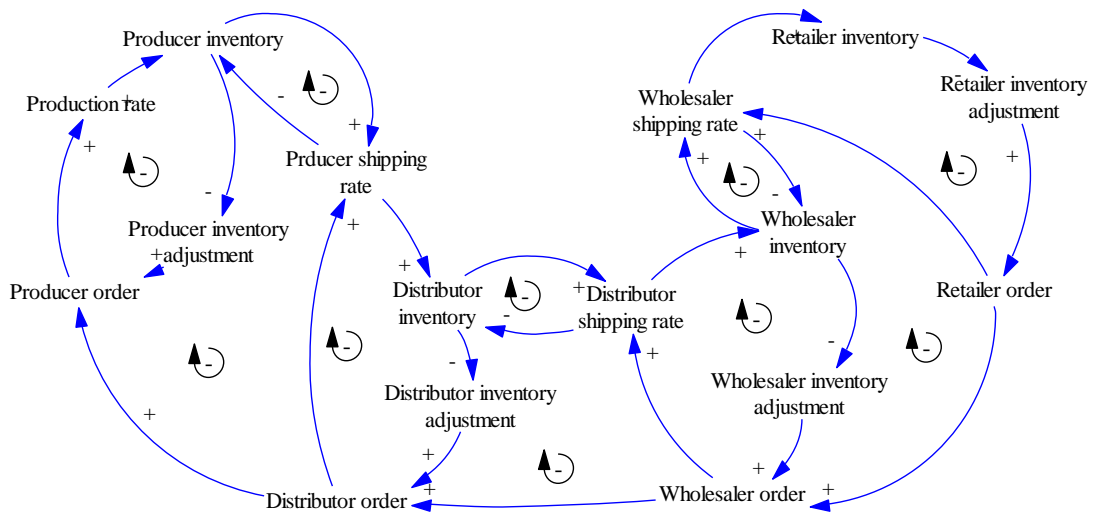 Producer inventory
+
Retailer inventory
-
Retailer inventory
adjustment
Production rate
+
-
-
+
Wholesaler
shipping rate
+
+
+
-
Prducer shipping
rate
+
-
-
-
-
-
Producer inventory
adjustment
+
+
Wholesaler
inventory
+
Producer order
+
Distributor
inventory
-
+
Distributor
shipping rate
-
-
Retailer order
-
-
-
+
-
-
Distributor inventory
adjustment
Wholesaler inventory
adjustment
+
+
-
+
Distributor order
+
Wholesaler order
+